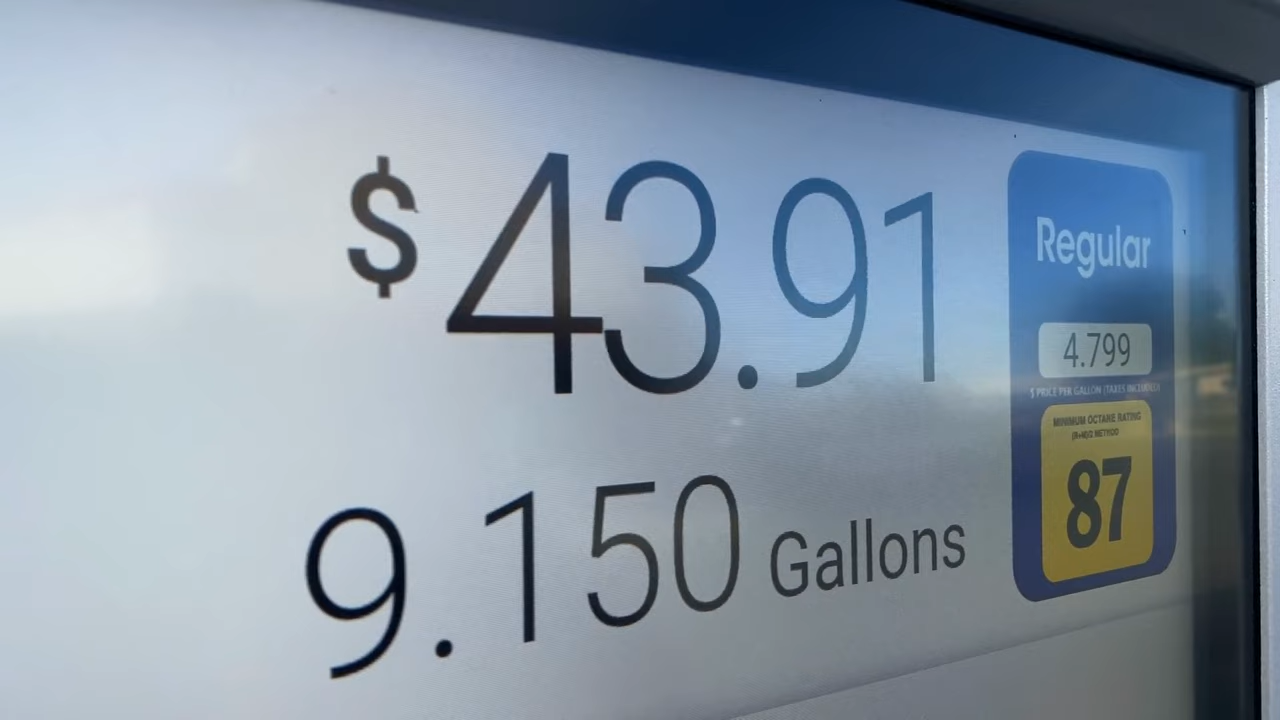 $43.91
9.150 Gallons
Regular
4.799
$ PRICE PER GALLON (TAXES INCLUDED)
MINIMUM OCTANE RATING
(R+M)/2 METHOD
87